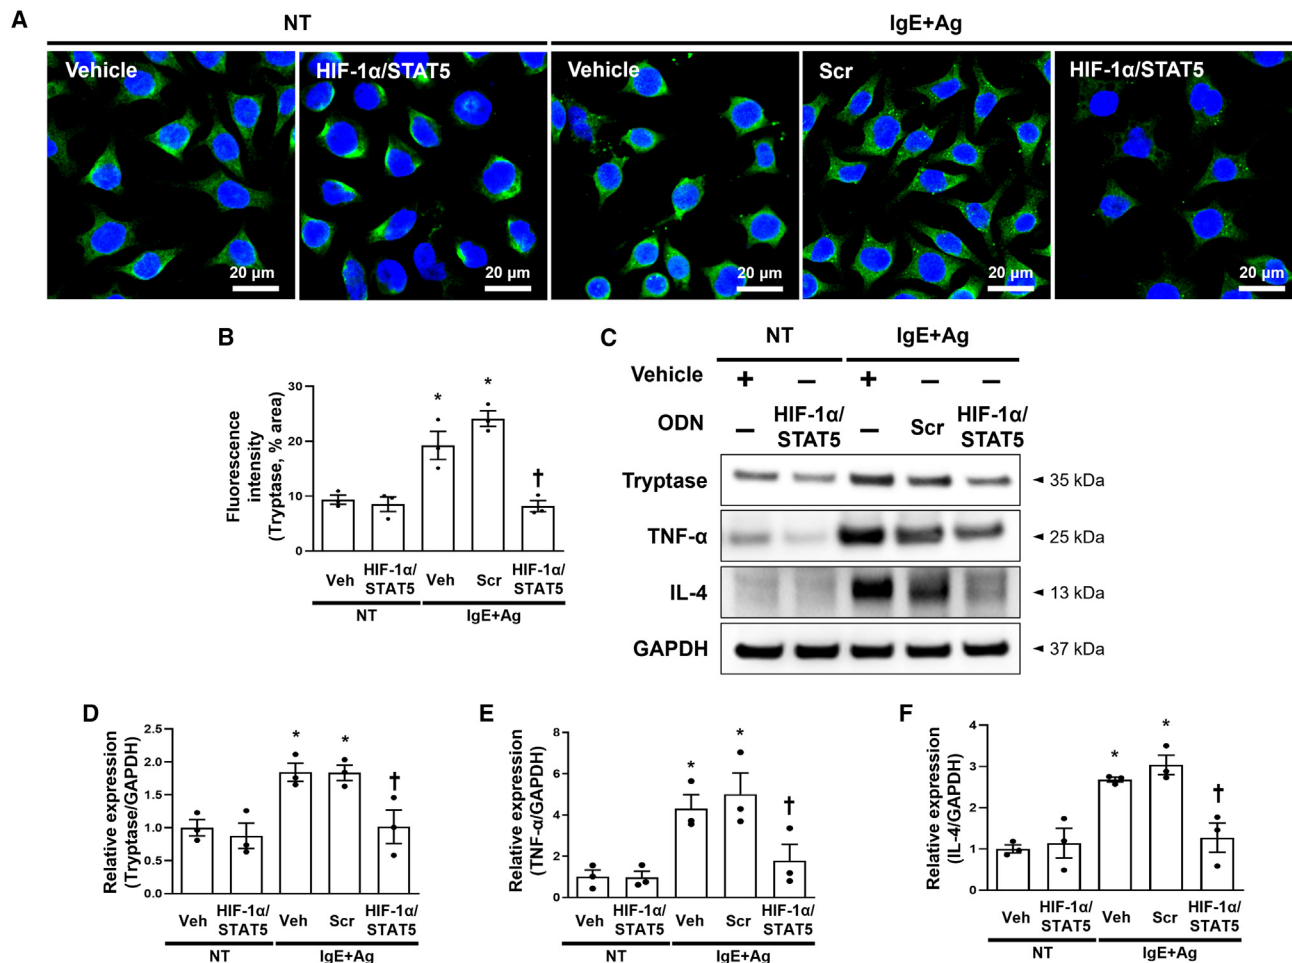 A
NT
IgE+Ag
Vehicle
HIF-1α/STAT5
Vehicle
Scr
HIF-1α/STAT5
20 µm
20 µm
20 µm
20 µm
20 µm
B
Fluorescence
intensity
(Tryptase, % area)
30
20
10
0
*
*
†
Veh
HIF-1α/
STAT5
Veh
Scr
HIF-1α/
STAT5
NT
IgE+Ag
C
NT
IgE+Ag
Vehicle + − + − −
ODN − HIF-1α/
STAT5 − Scr HIF-1α/
STAT5
Tryptase ◄ 35 kDa
TNF-α ◄ 25 kDa
IL-4 ◄ 13 kDa
GAPDH ◄ 37 kDa
D
Relative expression
(Tryptase/GAPDH)
2.5
2.0
1.5
1.0
0.5
0.0
*
*
†
Veh
HIF-1α/
STAT5
Veh
Scr
HIF-1α/
STAT5
NT
IgE+Ag
E
Relative expression
(TNF-α/GAPDH)
8
6
4
2
0
*
*
†
Veh
HIF-1α/
STAT5
Veh
Scr
HIF-1α/
STAT5
NT
IgE+Ag
F
Relative expression
(IL-4/GAPDH)
4
3
2
1
0
*
*
†
Veh
HIF-1α/
STAT5
Veh
Scr
HIF-1α/
STAT5
NT
IgE+Ag